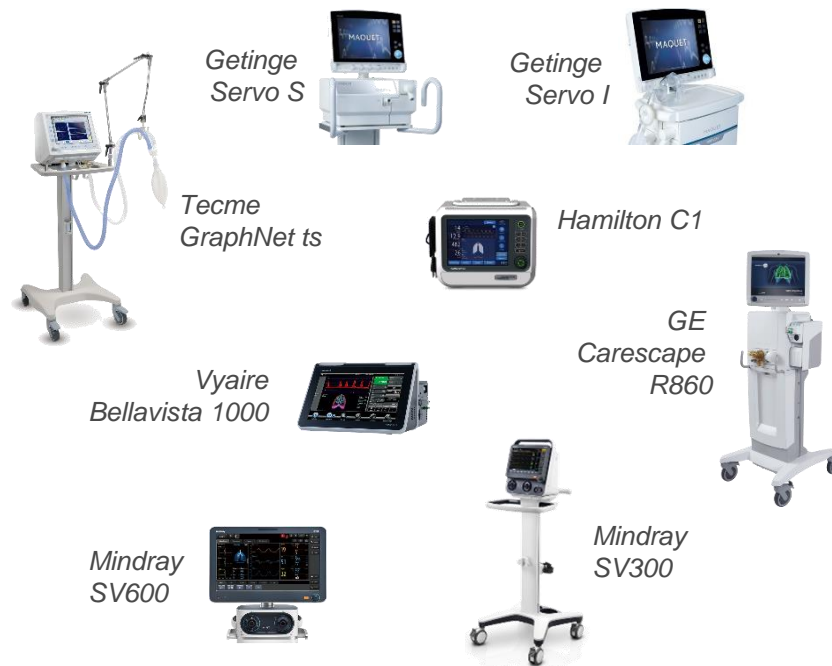 Getinge
Servo S
MAQUET
Getinge
Servo I
MAQUET
Tecme
GraphNet ts
Hamilton C1
GE
Carescape
R860
Vyaire
Bellavista 1000
Mindray
SV300
Mindray
SV600